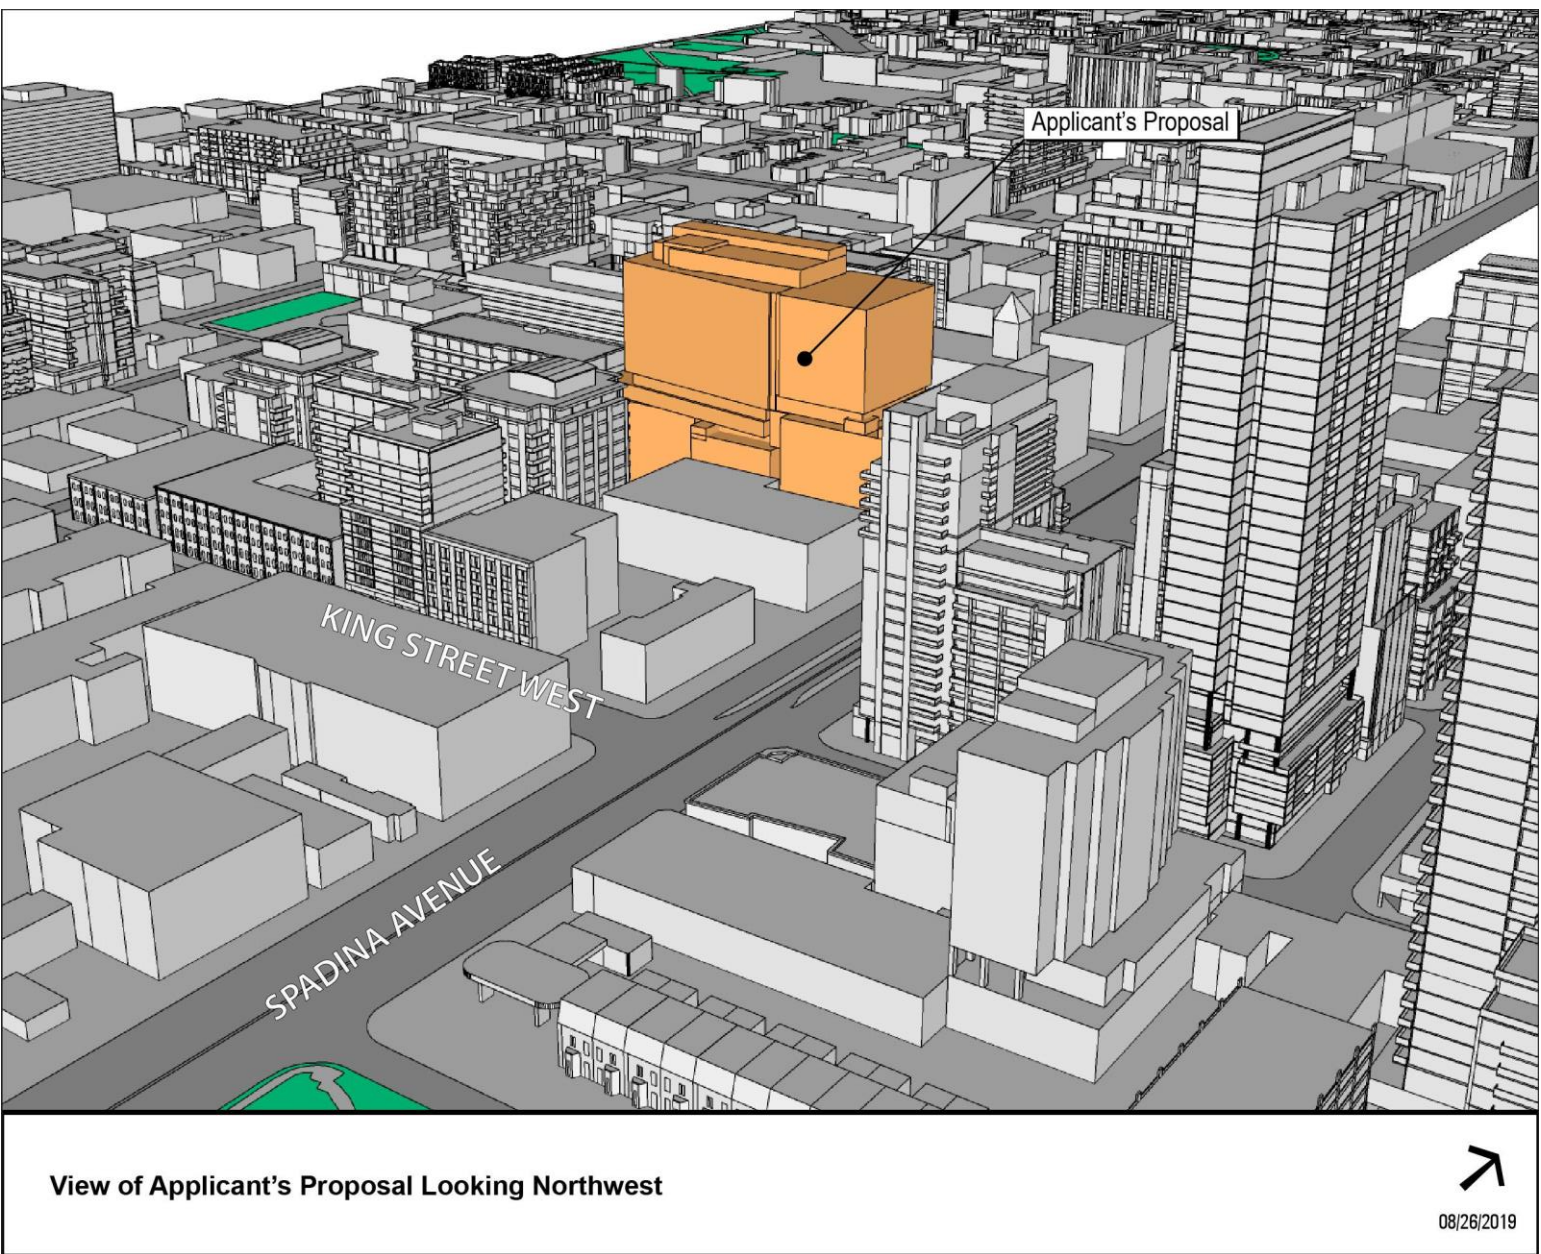 Applicant's Proposal
KING STREET WEST
SPADINA AVENUE
View of Applicant's Proposal Looking Northwest
08/26/2019